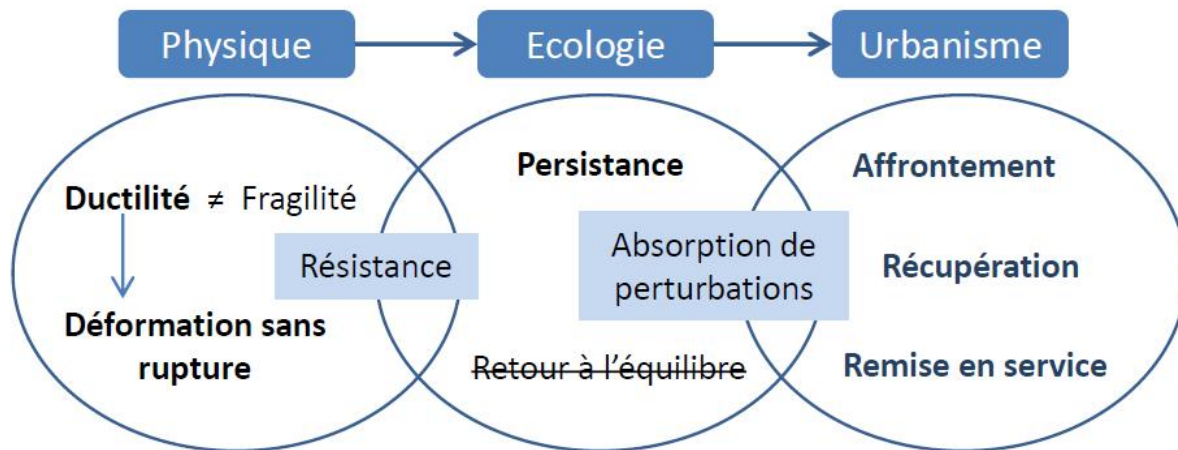 Physique
Ecologie
Urbanisme
Ductilité ≠ Fragilité
Déformation sans
rupture
Résistance
Persistance
Absorption de
perturbations
Retour à l'équilibre
Affrontement
Récupération
Remise en service